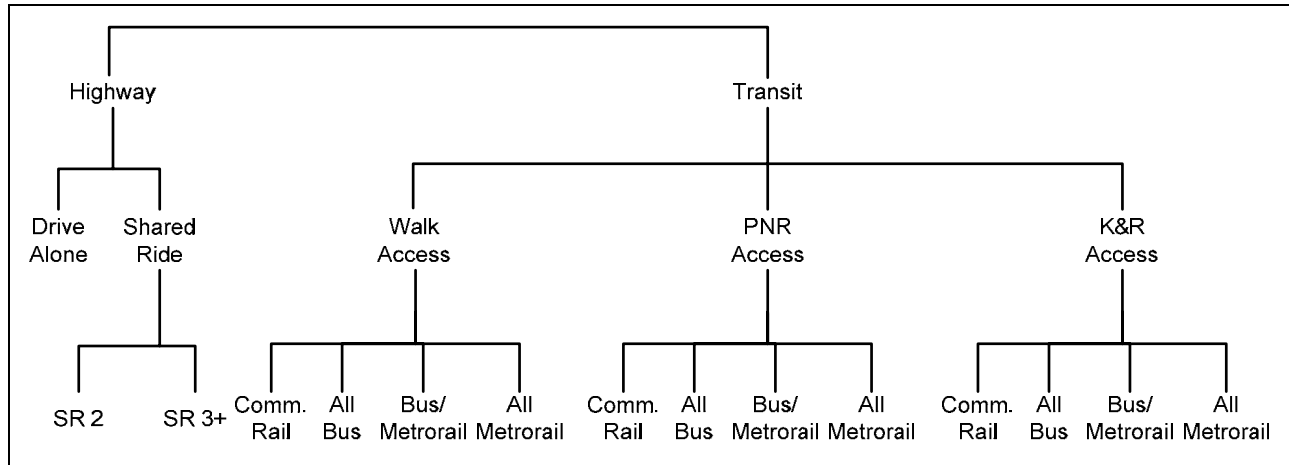 Highway
Transit
Drive
Alone
Shared
Ride
Walk
Access
PNR
Access
K&R
Access
SR 2
SR 3+
Comm.
Rail
All
Bus
Bus/
Metrorail
All
Metrorail
Comm.
Rail
All
Bus
Bus/
Metrorail
All
Metrorail
Comm.
Rail
All
Bus
Bus/
Metrorail
All
Metrorail